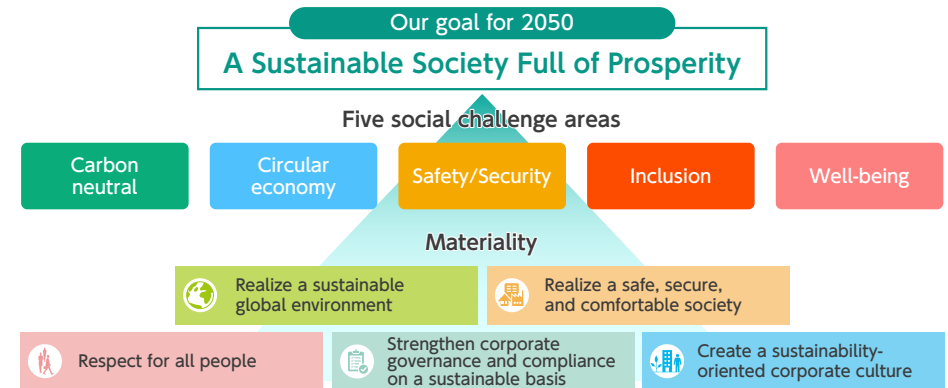 Our goal for 2050
A Sustainable Society Full of Prosperity
Five social challenge areas
Carbon
neutral
Circular
economy
Safety/Security
Inclusion
Well-being
Materiality
Realize a sustainable
global environment
Realize a safe, secure,
and comfortable society
Respect for all people
Strengthen corporate
governance and compliance
on a sustainable basis
Create a sustainability-
oriented corporate culture